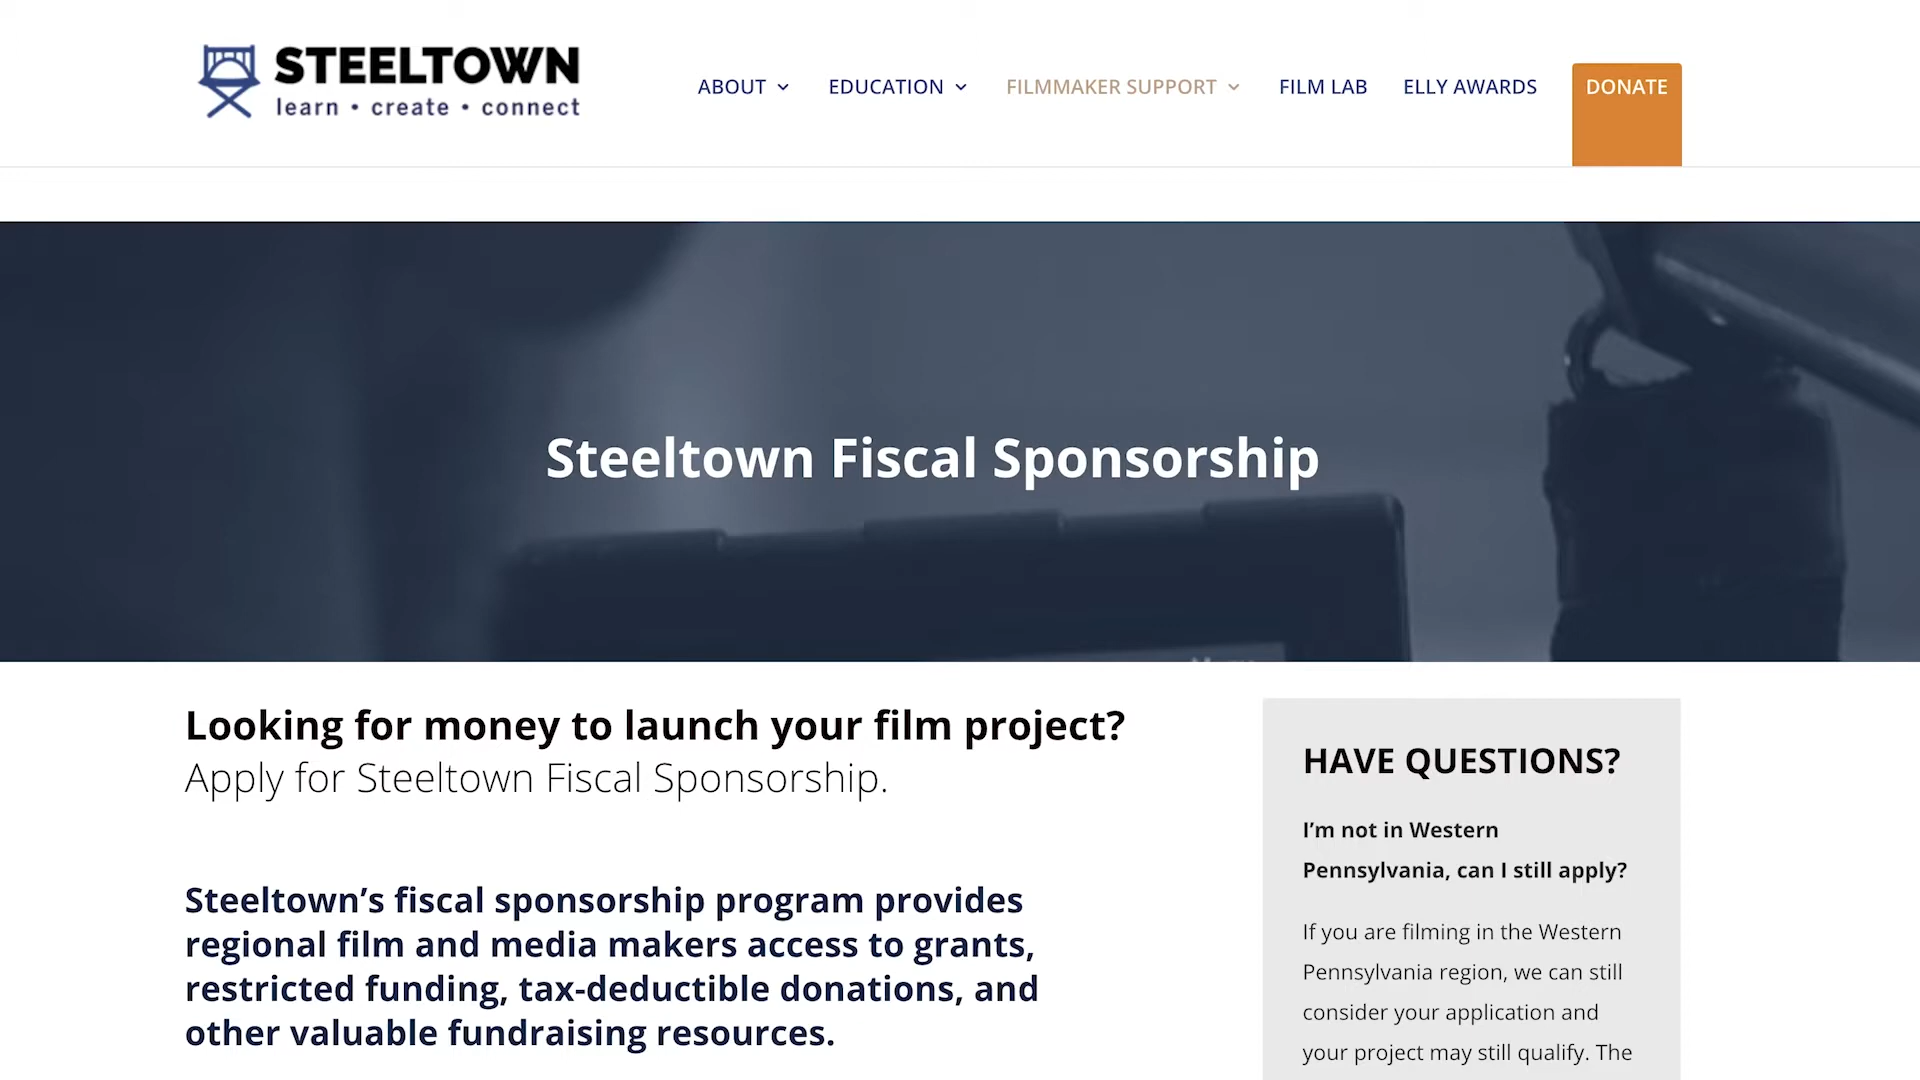 STEELTOWN
learn • create • connect
ABOUT
EDUCATION
FILMMAKER SUPPORT
FILM LAB
ELLY AWARDS
DONATE
Steeltown Fiscal Sponsorship
Looking for money to launch your film project?
Apply for Steeltown Fiscal Sponsorship.
Steeltown’s fiscal sponsorship program provides
regional film and media makers access to grants,
restricted funding, tax-deductible donations, and
other valuable fundraising resources.
HAVE QUESTIONS?
I’m not in Western
Pennsylvania, can I still apply?
If you are filming in the Western
Pennsylvania region, we can still
consider your application and
your project may still qualify. The